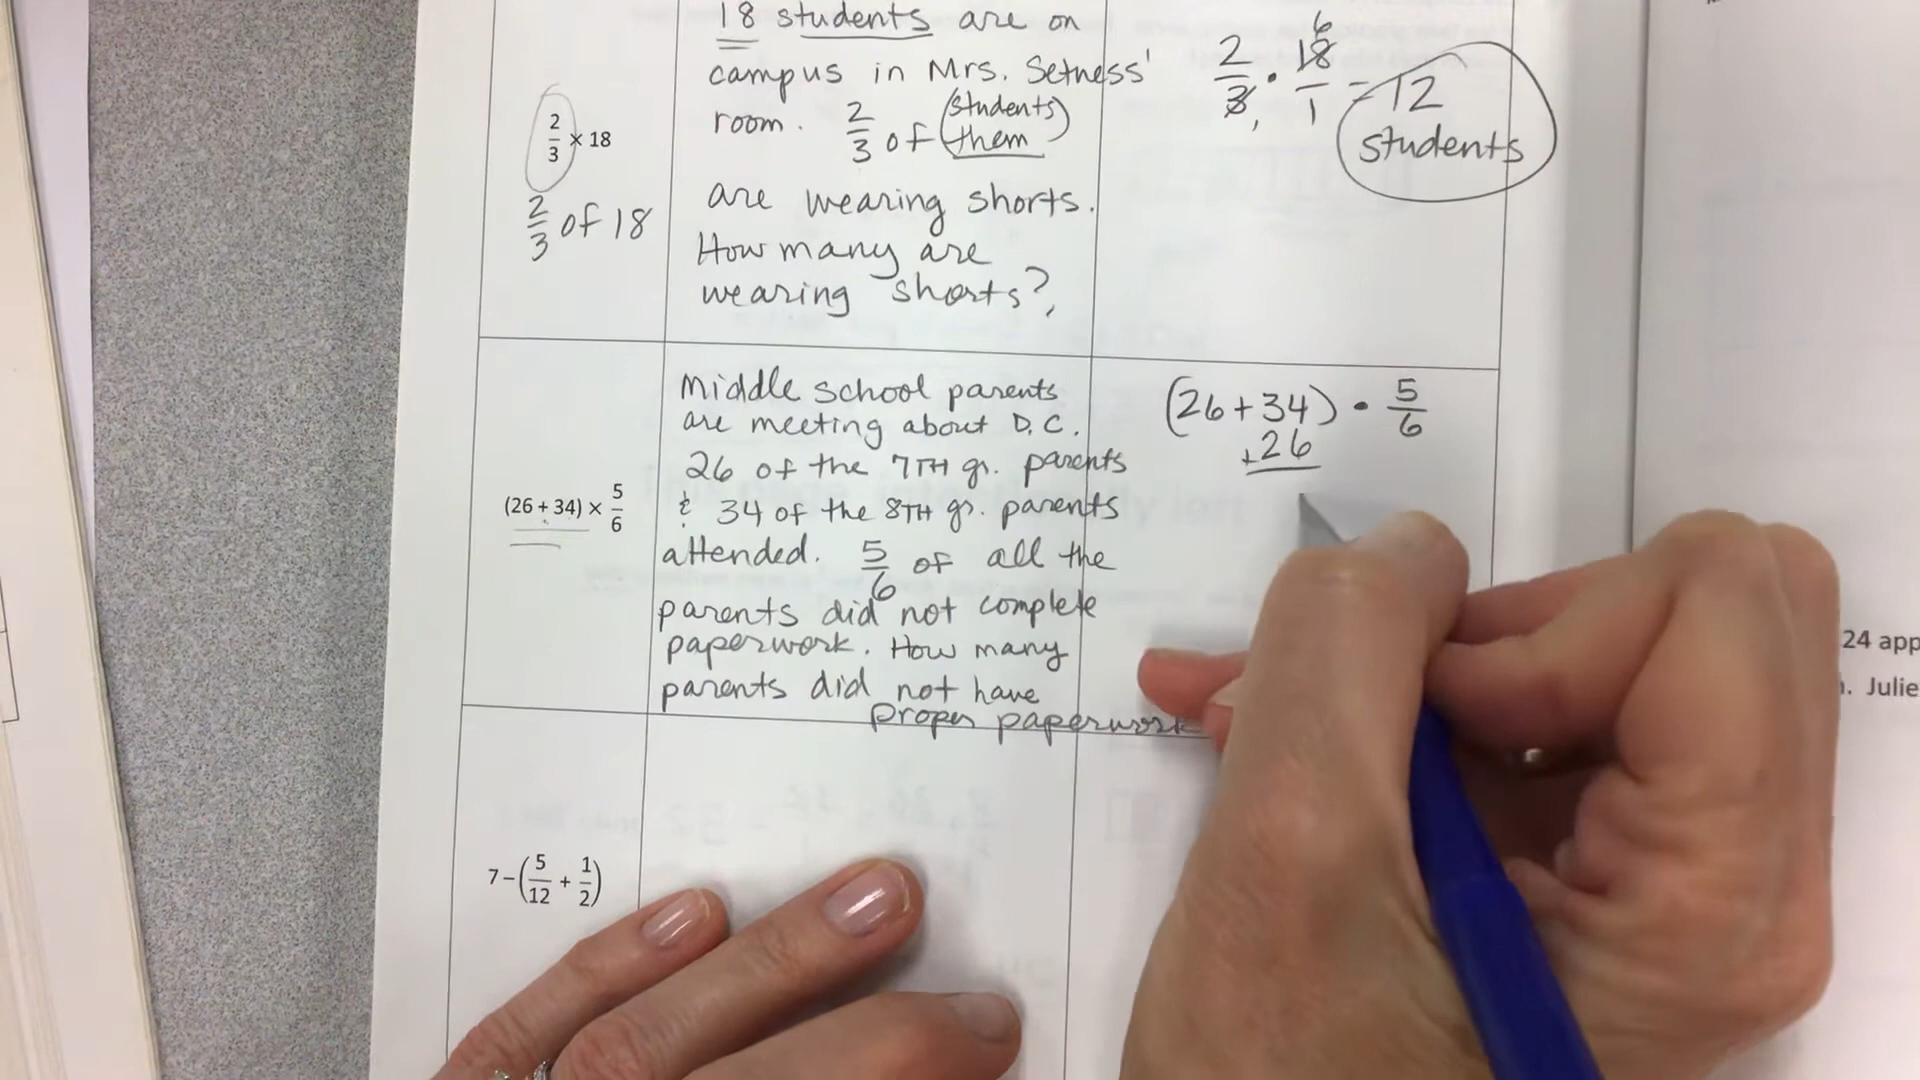 18 students are on
campus in Mrs. Setness'
room. 2/3 of (students)
them
are wearing shorts.
How many are
wearing shorts?
2/3 × 18
2/3 of 18
6
2/3 • 18/1 = 12
students
(26 + 34) × 5/6
Middle school parents
are meeting about D.C.
26 of the 7TH gr. parents
& 34 of the 8TH gr. parents
attended. 5/6 of all the
parents did not complete
paperwork. How many
parents did not have
proper paperwork
(26+34) • 5/6
+26
7 – (5/12 + 1/2)
24 app
Julie